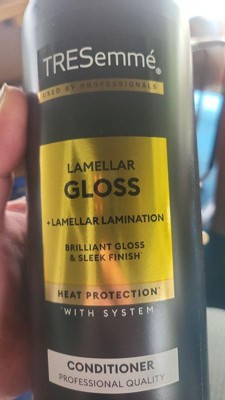 TRESemmé®
USED BY PROFESSIONALS
LAMELLAR
GLOSS
+ LAMELLAR LAMINATION
BRILLIANT GLOSS
& SLEEK FINISH*
HEAT PROTECTION*
*WITH SYSTEM
CONDITIONER
PROFESSIONAL QUALITY